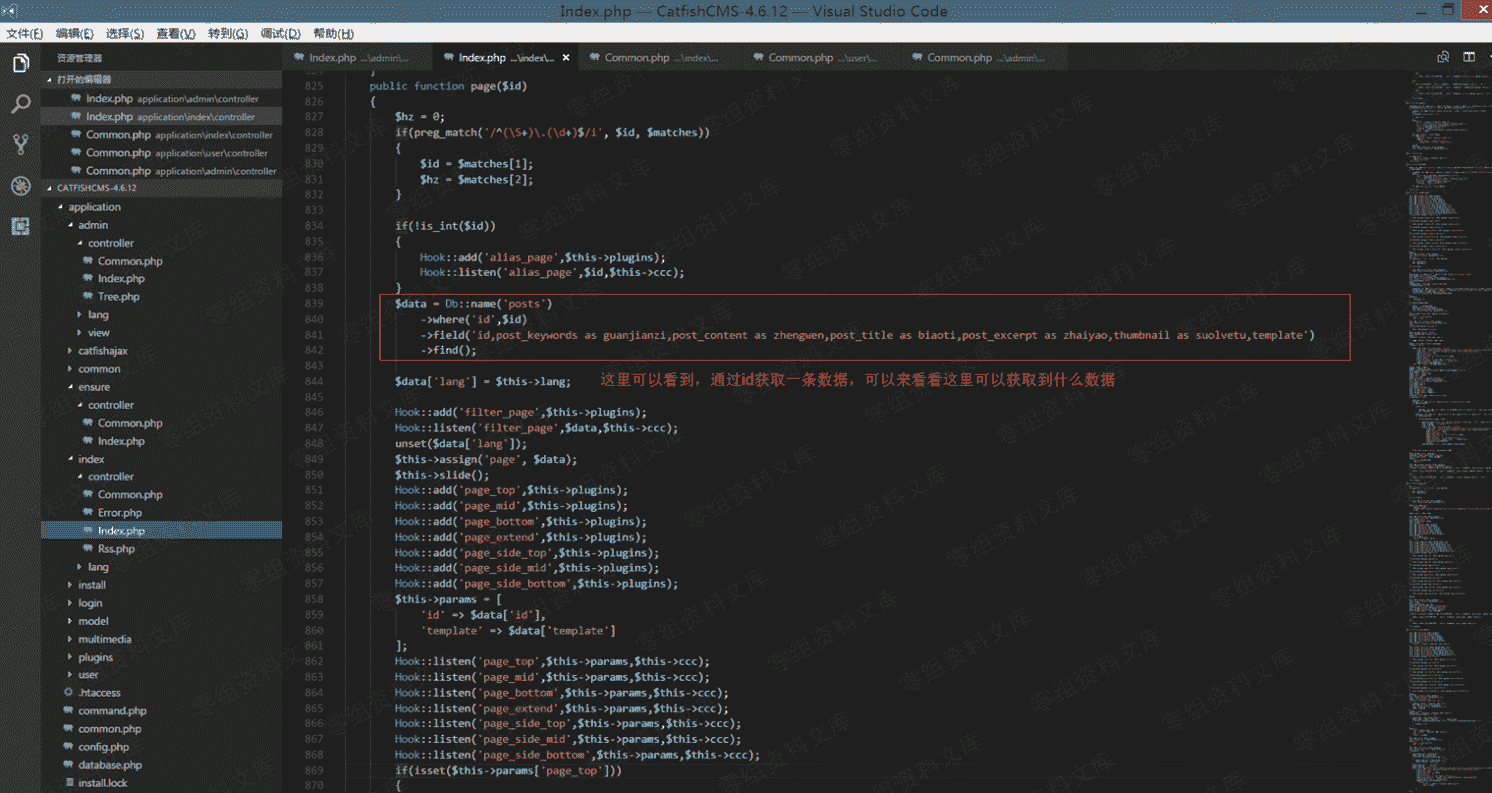 Index.php — CatfishCMS-4.6.12 — Visual Studio Code
文件(F) 编辑(E) 选择(S) 查看(V) 转到(G) 调试(D) 帮助(H)
资源管理器
Index.php ...\admin\...
Index.php ...\index\...
Common.php ...\index\...
Common.php ...\user\...
Common.php ...\admin\...
打开的编辑器
Index.php application\admin\controller
Index.php application\index\controller
Common.php application\index\controller
Common.php application\user\controller
Common.php application\admin\controller
CATFISHCMS-4.6.12
application
admin
controller
Common.php
Index.php
Tree.php
lang
view
catfishajax
common
ensure
controller
Common.php
Index.php
index
controller
Common.php
Error.php
Index.php
Rss.php
lang
install
login
model
multimedia
plugins
user
.htaccess
command.php
common.php
config.php
database.php
install.lock
825 public function page($id)
826 {
827 $hz = 0;
828 if(preg_match('/^(\S+)\.(\d+)$/i', $id, $matches))
829 {
830 $id = $matches[1];
831 $hz = $matches[2];
832 }
833
834 if(!is_int($id))
835 {
836 Hook::add('alias_page',$this->plugins);
837 Hook::listen('alias_page',$id,$this->ccc);
838 }
839 $data = Db::name('posts')
840 ->where('id',$id)
841 ->field('id,post_keywords as guanjianzi,post_content as zhengwen,post_title as biaoti,post_excerpt as zhaiyao,thumbnail as suolvetu,template')
842 ->find();
843
844 $data['lang'] = $this->lang; 这里可以看到，通过id获取一条数据，可以来看看这里可以获取到什么数据
845
846 Hook::add('filter_page',$this->plugins);
847 Hook::listen('filter_page',$data,$this->ccc);
848 unset($data['lang']);
849 $this->assign('page', $data);
850 $this->slide();
851 Hook::add('page_top',$this->plugins);
852 Hook::add('page_mid',$this->plugins);
853 Hook::add('page_bottom',$this->plugins);
854 Hook::add('page_extend',$this->plugins);
855 Hook::add('page_side_top',$this->plugins);
856 Hook::add('page_side_mid',$this->plugins);
857 Hook::add('page_side_bottom',$this->plugins);
858 $this->params = [
859 'id' => $data['id'],
860 'template' => $data['template']
861 ];
862 Hook::listen('page_top',$this->params,$this->ccc);
863 Hook::listen('page_mid',$this->params,$this->ccc);
864 Hook::listen('page_bottom',$this->params,$this->ccc);
865 Hook::listen('page_extend',$this->params,$this->ccc);
866 Hook::listen('page_side_top',$this->params,$this->ccc);
867 Hook::listen('page_side_mid',$this->params,$this->ccc);
868 Hook::listen('page_side_bottom',$this->params,$this->ccc);
869 if(isset($this->params['page_top']))
870 {
零组资料文库